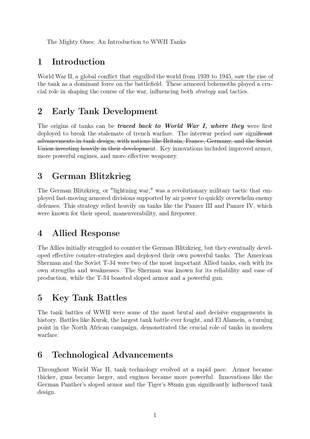 The Mighty Ones: An Introduction to WWII Tanks
1 Introduction
World War II, a global conflict that engulfed the world from 1939 to 1945, saw the rise of
the tank as a dominant force on the battlefield. These armored behemoths played a cru-
cial role in shaping the course of the war, influencing both strategy and tactics.
2 Early Tank Development
The origins of tanks can be traced back to World War I, where they were first
deployed to break the stalemate of trench warfare. The interwar period saw significant
advancements in tank design, with nations like Britain, France, Germany, and the Soviet
Union investing heavily in their development. Key innovations included improved armor,
more powerful engines, and more effective weaponry.
3 German Blitzkrieg
The German Blitzkrieg, or "lightning war," was a revolutionary military tactic that em-
ployed fast-moving armored divisions supported by air power to quickly overwhelm enemy
defenses. This strategy relied heavily on tanks like the Panzer III and Panzer IV, which
were known for their speed, maneuverability, and firepower.
4 Allied Response
The Allies initially struggled to counter the German Blitzkrieg, but they eventually devel-
oped effective counter-strategies and deployed their own powerful tanks. The American
Sherman and the Soviet T-34 were two of the most important Allied tanks, each with its
own strengths and weaknesses. The Sherman was known for its reliability and ease of
production, while the T-34 boasted sloped armor and a powerful gun.
5 Key Tank Battles
The tank battles of WWII were some of the most brutal and decisive engagements in
history. Battles like Kursk, the largest tank battle ever fought, and El Alamein, a turning
point in the North African campaign, demonstrated the crucial role of tanks in modern
warfare.
6 Technological Advancements
Throughout World War II, tank technology evolved at a rapid pace. Armor became
thicker, guns became larger, and engines became more powerful. Innovations like the
German Panther's sloped armor and the Tiger's 88mm gun significantly influenced tank
design.
1